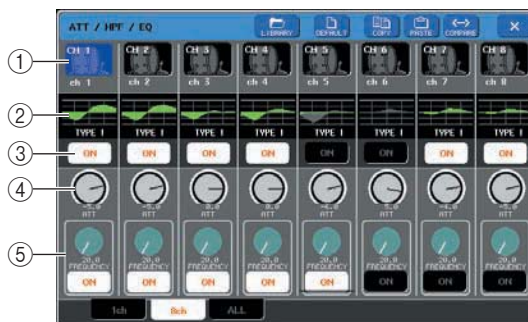 ATT / HPF / EQ LIBRARY DEFAULT COPY PASTE COMPARE ×
① CH 1 CH 2 CH 3 CH 4 CH 5 CH 6 CH 7 CH 8
ch 1 ch 2 ch 3 ch 4 ch 5 ch 6 ch 7 ch 8
② TYPE I TYPE I TYPE I TYPE I TYPE I TYPE I TYPE I TYPE I
③ ON ON ON ON ON ON ON ON
④ 0.0 0.0
ATT ATT ATT ATT ATT ATT ATT ATT
⑤ 20.0 20.0 20.0 20.0 20.0 20.0 20.0 20.0
FREQUENCY FREQUENCY FREQUENCY FREQUENCY FREQUENCY FREQUENCY FREQUENCY FREQUENCY
ON ON ON ON ON ON ON ON
1ch 8ch ALL